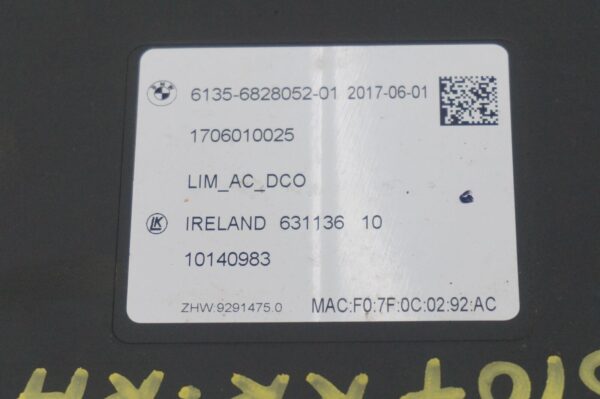 6135-6828052-01 2017-06-01
1706010025
LIM_AC_DCO
LK IRELAND 631136 10
10140983
ZHW:9291475.0 MAC:F0:7F:0C:02:92:AC